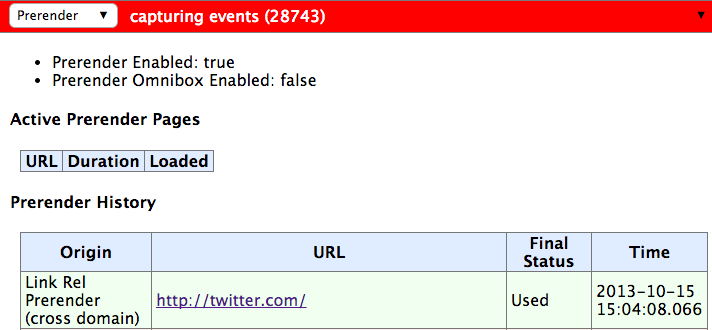 Prerender ▼ capturing events (28743) ▼
• Prerender Enabled: true
• Prerender Omnibox Enabled: false
Active Prerender Pages
URL Duration Loaded
Prerender History
Origin URL Final Status Time
Link Rel Prerender (cross domain) http://twitter.com/ Used 2013-10-15 15:04:08.066